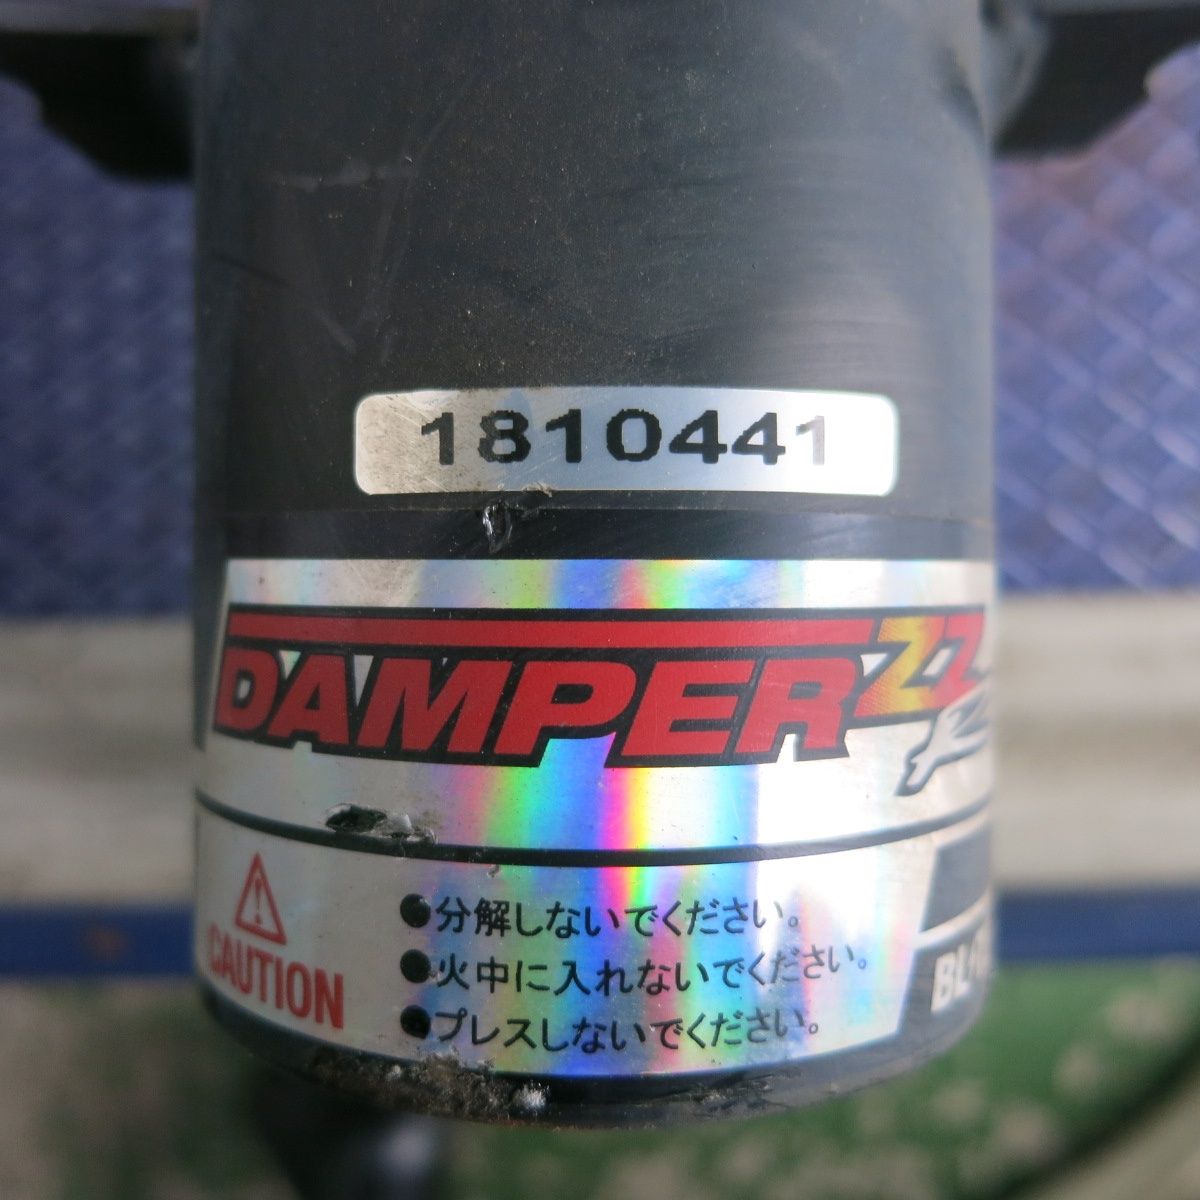 1810441
DAMPER ZZ R
CAUTION
●分解しないでください。
●火中に入れないでください。
●プレスしないでください。